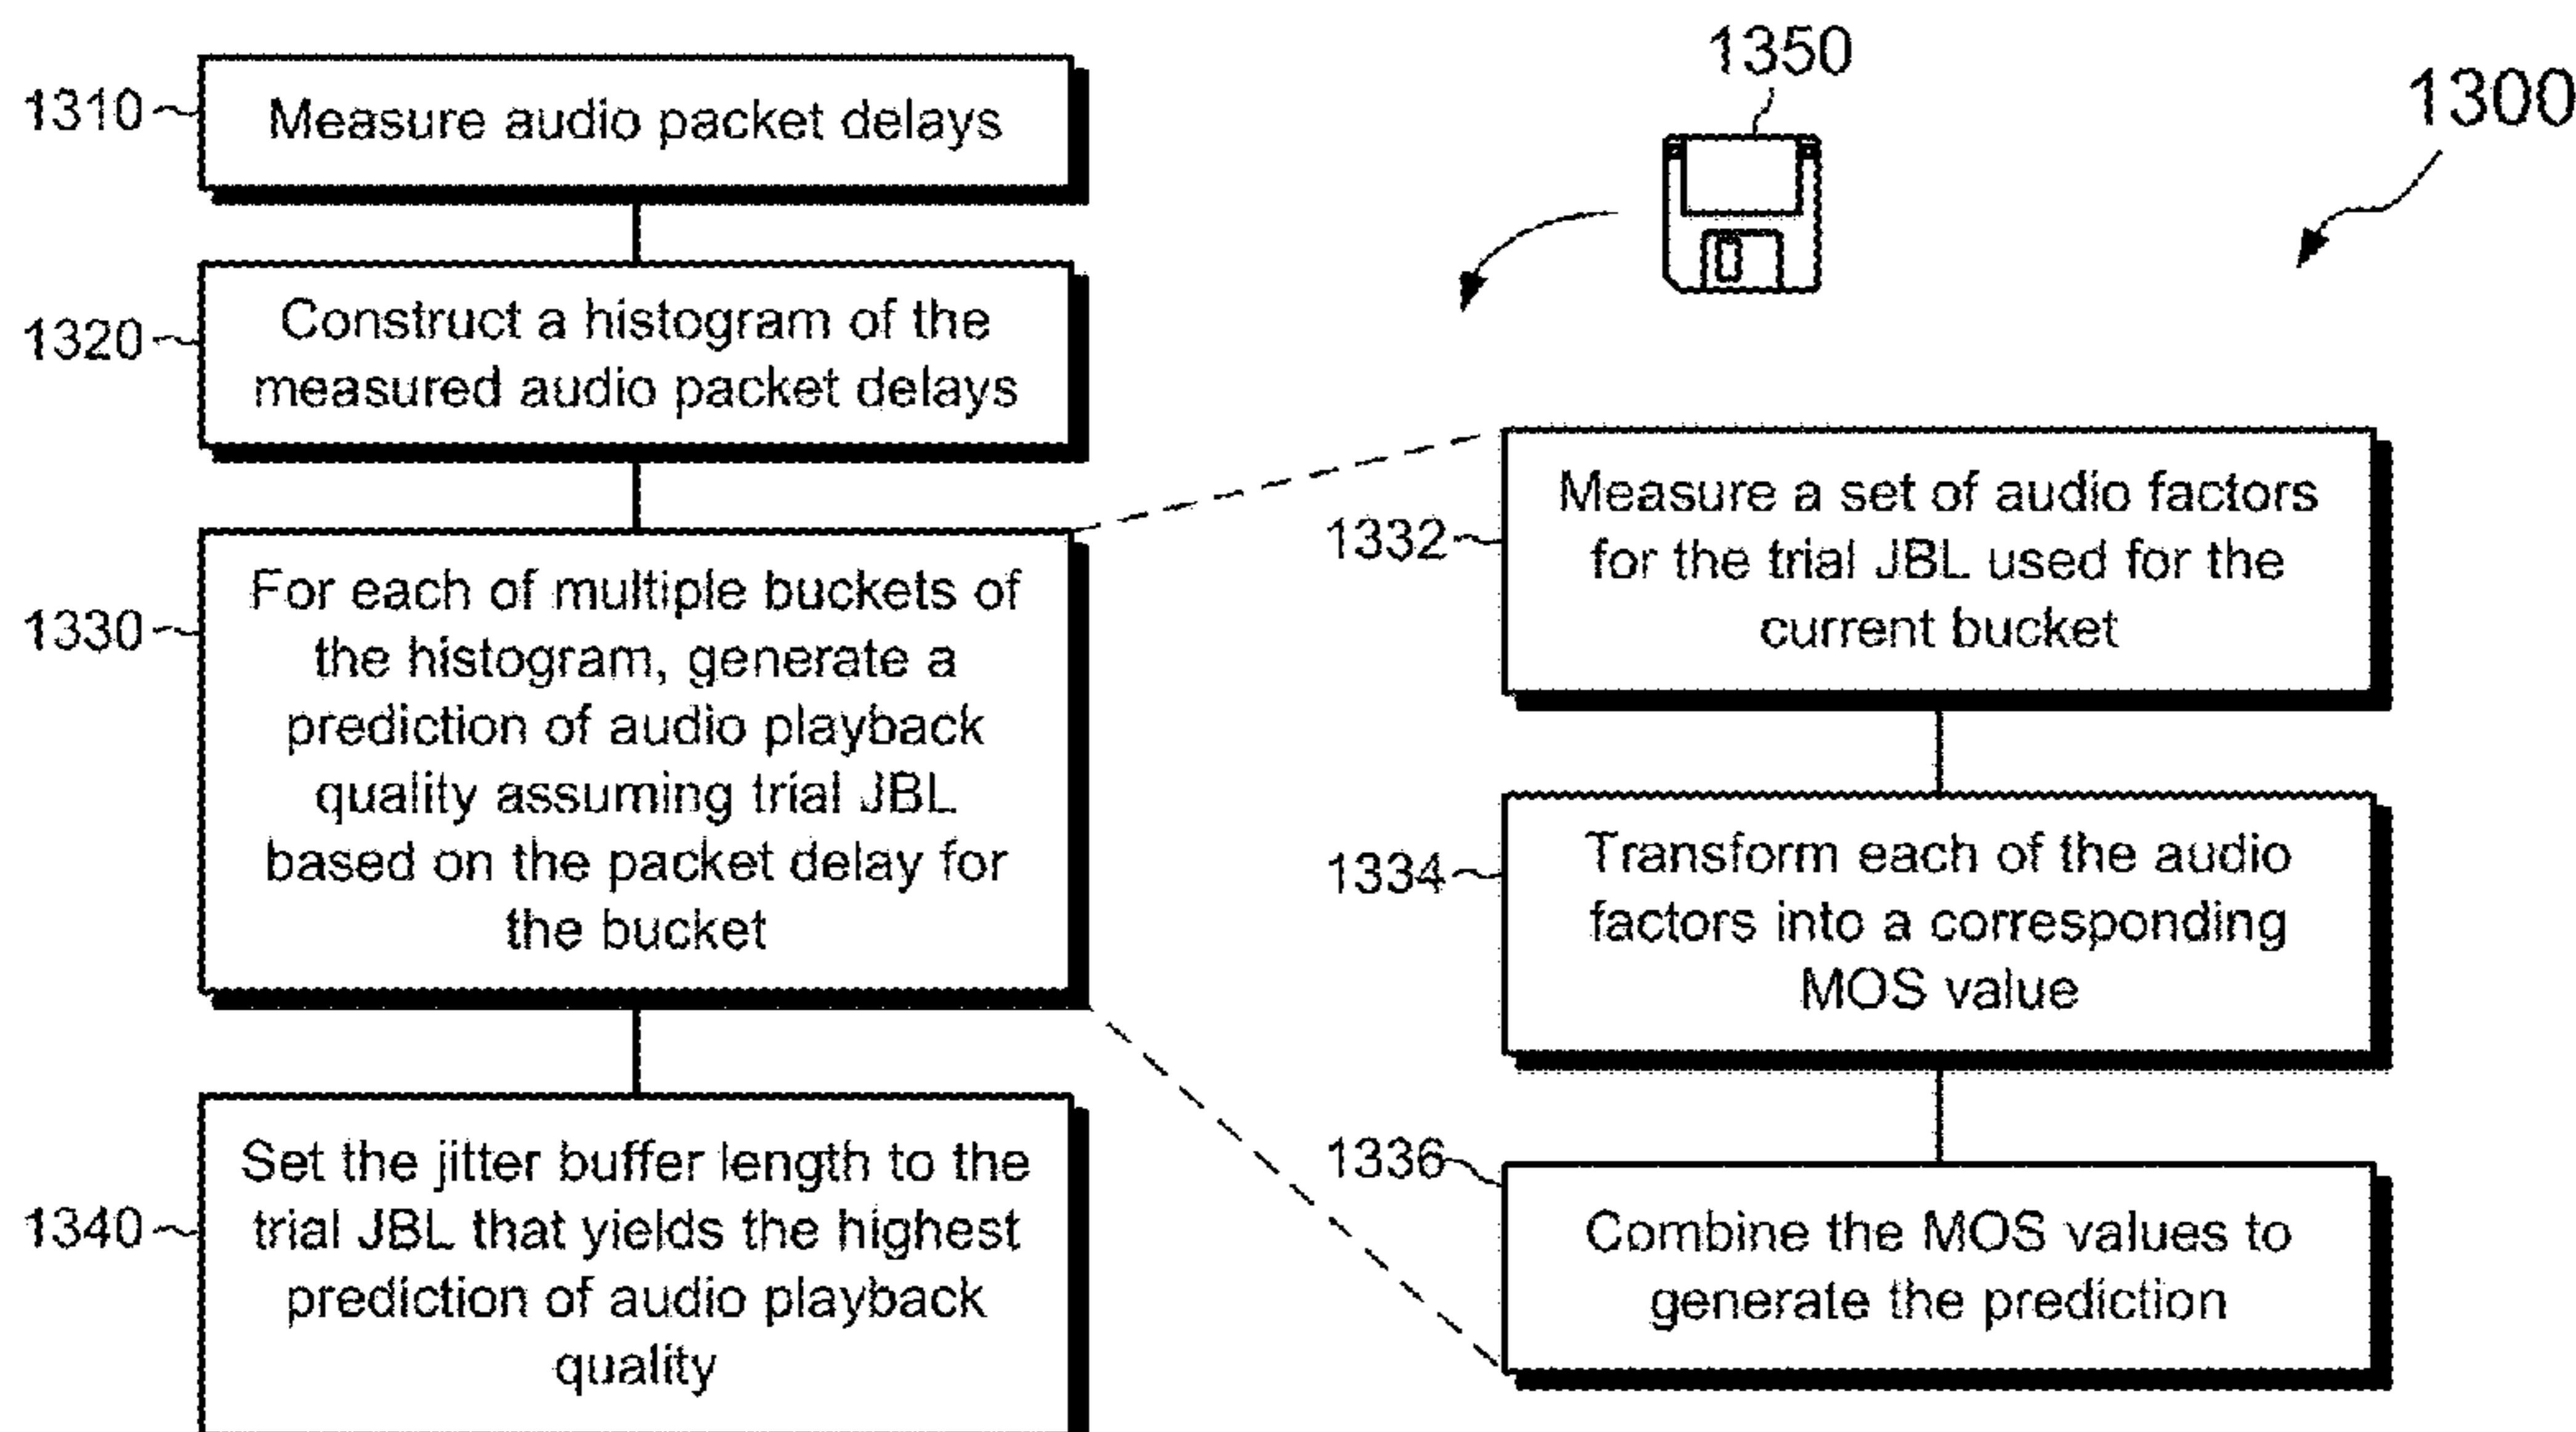 1310
Measure audio packet delays
1320
Construct a histogram of the
measured audio packet delays
1330
For each of multiple buckets of
the histogram, generate a
prediction of audio playback
quality assuming trial JBL
based on the packet delay for
the bucket
1340
Set the jitter buffer length to the
trial JBL that yields the highest
prediction of audio playback
quality
1350
1300
1332
Measure a set of audio factors
for the trial JBL used for the
current bucket
1334
Transform each of the audio
factors into a corresponding
MOS value
1336
Combine the MOS values to
generate the prediction